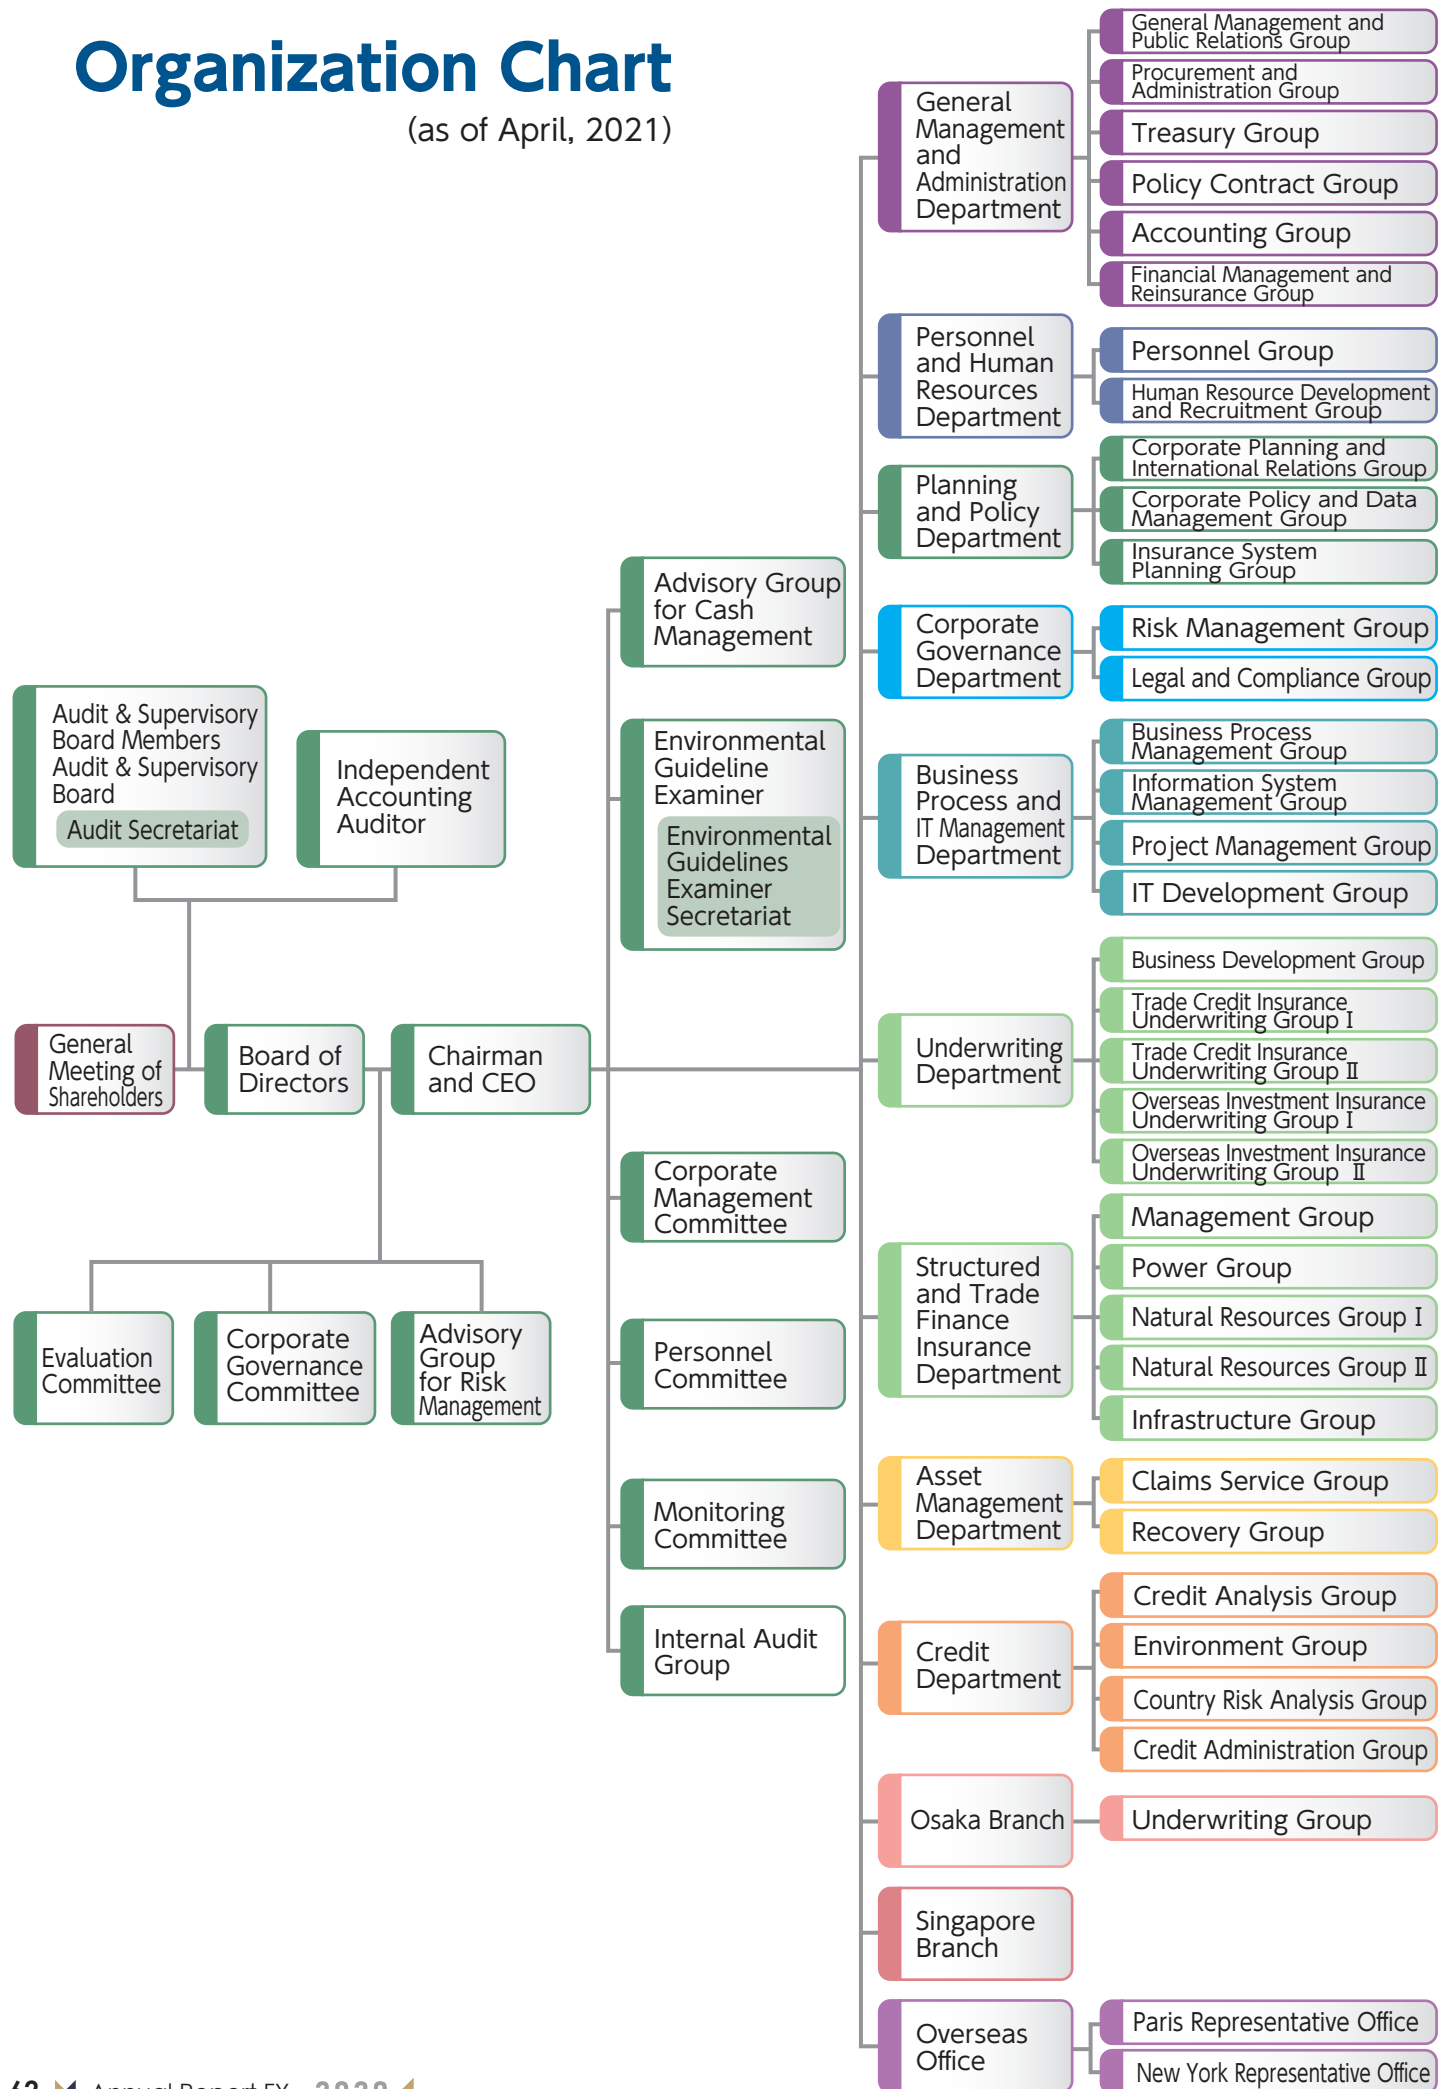 Organization Chart
(as of April, 2021)
Audit & Supervisory
Board Members
Audit & Supervisory
Board
Audit Secretariat
Independent
Accounting
Auditor
General
Meeting of
Shareholders
Board of
Directors
Chairman
and CEO
Evaluation
Committee
Corporate
Governance
Committee
Advisory
Group
for Risk
Management
Advisory Group
for Cash
Management
Environmental
Guideline
Examiner
Environmental
Guidelines
Examiner
Secretariat
Corporate
Management
Committee
Personnel
Committee
Monitoring
Committee
Internal Audit
Group
General
Management
and
Administration
Department
General Management and
Public Relations Group
Procurement and
Administration Group
Treasury Group
Policy Contract Group
Accounting Group
Financial Management and
Reinsurance Group
Personnel
and Human
Resources
Department
Personnel Group
Human Resource Development
and Recruitment Group
Planning
and Policy
Department
Corporate Planning and
International Relations Group
Corporate Policy and Data
Management Group
Insurance System
Planning Group
Corporate
Governance
Department
Risk Management Group
Legal and Compliance Group
Business
Process and
IT Management
Department
Business Process
Management Group
Information System
Management Group
Project Management Group
IT Development Group
Underwriting
Department
Business Development Group
Trade Credit Insurance
Underwriting Group I
Trade Credit Insurance
Underwriting Group II
Overseas Investment Insurance
Underwriting Group I
Overseas Investment Insurance
Underwriting Group II
Structured
and Trade
Finance
Insurance
Department
Management Group
Power Group
Natural Resources Group I
Natural Resources Group II
Infrastructure Group
Asset
Management
Department
Claims Service Group
Recovery Group
Credit
Department
Credit Analysis Group
Environment Group
Country Risk Analysis Group
Credit Administration Group
Osaka Branch
Underwriting Group
Singapore
Branch
Overseas
Office
Paris Representative Office
New York Representative Office
Annual Report FY 2020